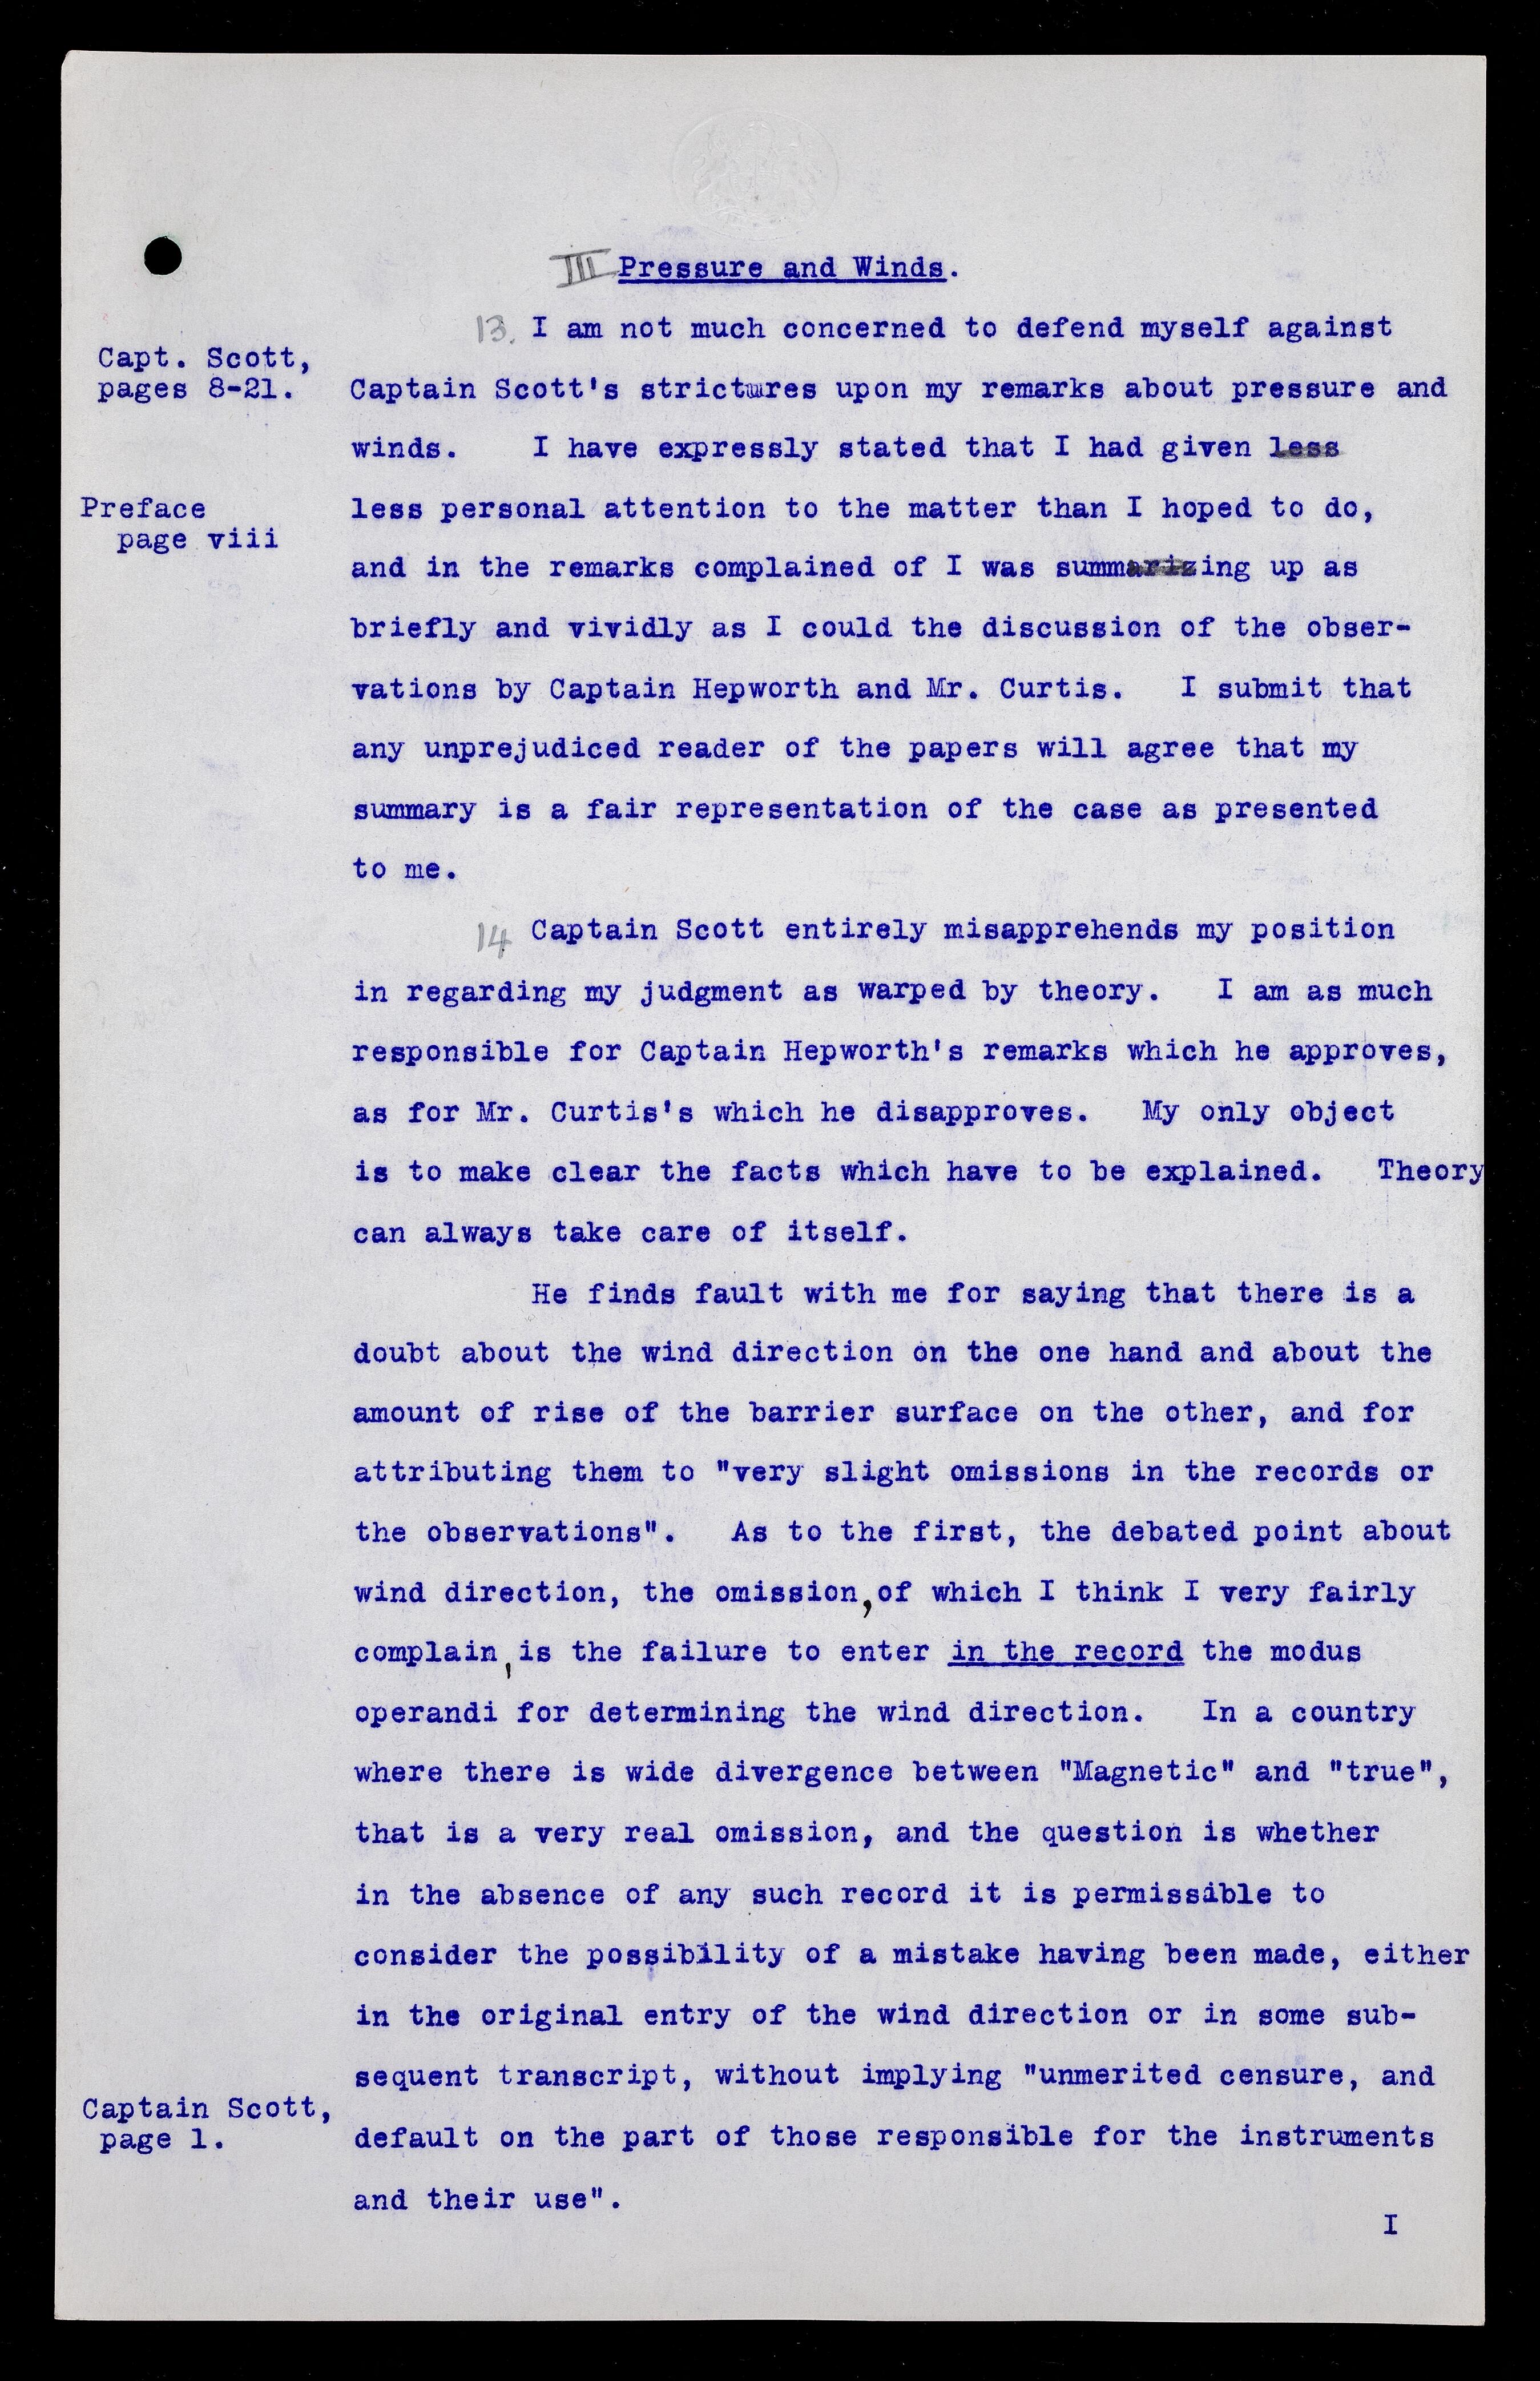 III Pressure and Winds.
13. I am not much concerned to defend myself against
Capt. Scott,
pages 8-21.
Captain Scott's strictures upon my remarks about pressure and
winds. I have expressly stated that I had given less
Preface
page viii
less personal attention to the matter than I hoped to do,
and in the remarks complained of I was summarizing up as
briefly and vividly as I could the discussion of the obser-
vations by Captain Hepworth and Mr. Curtis. I submit that
any unprejudiced reader of the papers will agree that my
summary is a fair representation of the case as presented
to me.
14 Captain Scott entirely misapprehends my position
in regarding my judgment as warped by theory. I am as much
responsible for Captain Hepworth's remarks which he approves,
as for Mr. Curtis's which he disapproves. My only object
is to make clear the facts which have to be explained. Theory
can always take care of itself.
He finds fault with me for saying that there is a
doubt about the wind direction on the one hand and about the
amount of rise of the barrier surface on the other, and for
attributing them to "very slight omissions in the records or
the observations". As to the first, the debated point about
wind direction, the omission, of which I think I very fairly
complain, is the failure to enter in the record the modus
operandi for determining the wind direction. In a country
where there is wide divergence between "Magnetic" and "true",
that is a very real omission, and the question is whether
in the absence of any such record it is permissible to
consider the possibility of a mistake having been made, either
in the original entry of the wind direction or in some sub-
sequent transcript, without implying "unmerited censure, and
Captain Scott,
page 1.
default on the part of those responsible for the instruments
and their use".
I